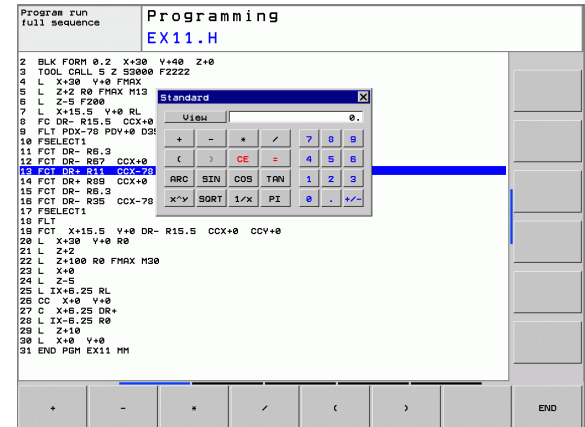 Program run
full sequence
Programming
EX11.H
2 BLK FORM 0.2 X+30 Y+40 Z+0
3 TOOL CALL 5 Z S3000 F2222
4 L X+30 Y+0 FMAX
5 L Z+2 R0 FMAX M13
6 L Z-5 F200
7 L X+15.5 Y+0 RL
8 FC DR- R15.5 CCX+0
9 FLT PDX-78 PDY+0 D35
10 FSELECT1
11 FCT DR- R6.3
12 FCT DR- R67 CCX+0
13 FCT DR+ R11 CCX-78
14 FCT DR+ R89 CCX+0
15 FCT DR- R6.3
16 FCT DR- R35 CCX-78
17 FSELECT1
18 FLT
19 FCT X+15.5 Y+0 DR- R15.5 CCX+0 CCY+0
20 L X+30 Y+0 R0
21 L Z+2
22 L Z+100 R0 FMAX M30
23 L X+0
24 L Z-5
25 L IX+6.25 RL
26 CC X+0 Y+0
27 C X+6.25 DR+
28 L IX-6.25 R0
29 L Z+10
30 L X+0 Y+0
31 END PGM EX11 MM
Standard X
View 0.
+ - * / 7 8 9
( ) CE = 4 5 6
ARC SIN COS TAN 1 2 3
x^y SQRT 1/x PI 0 . +/-
+ - * / ( ) END